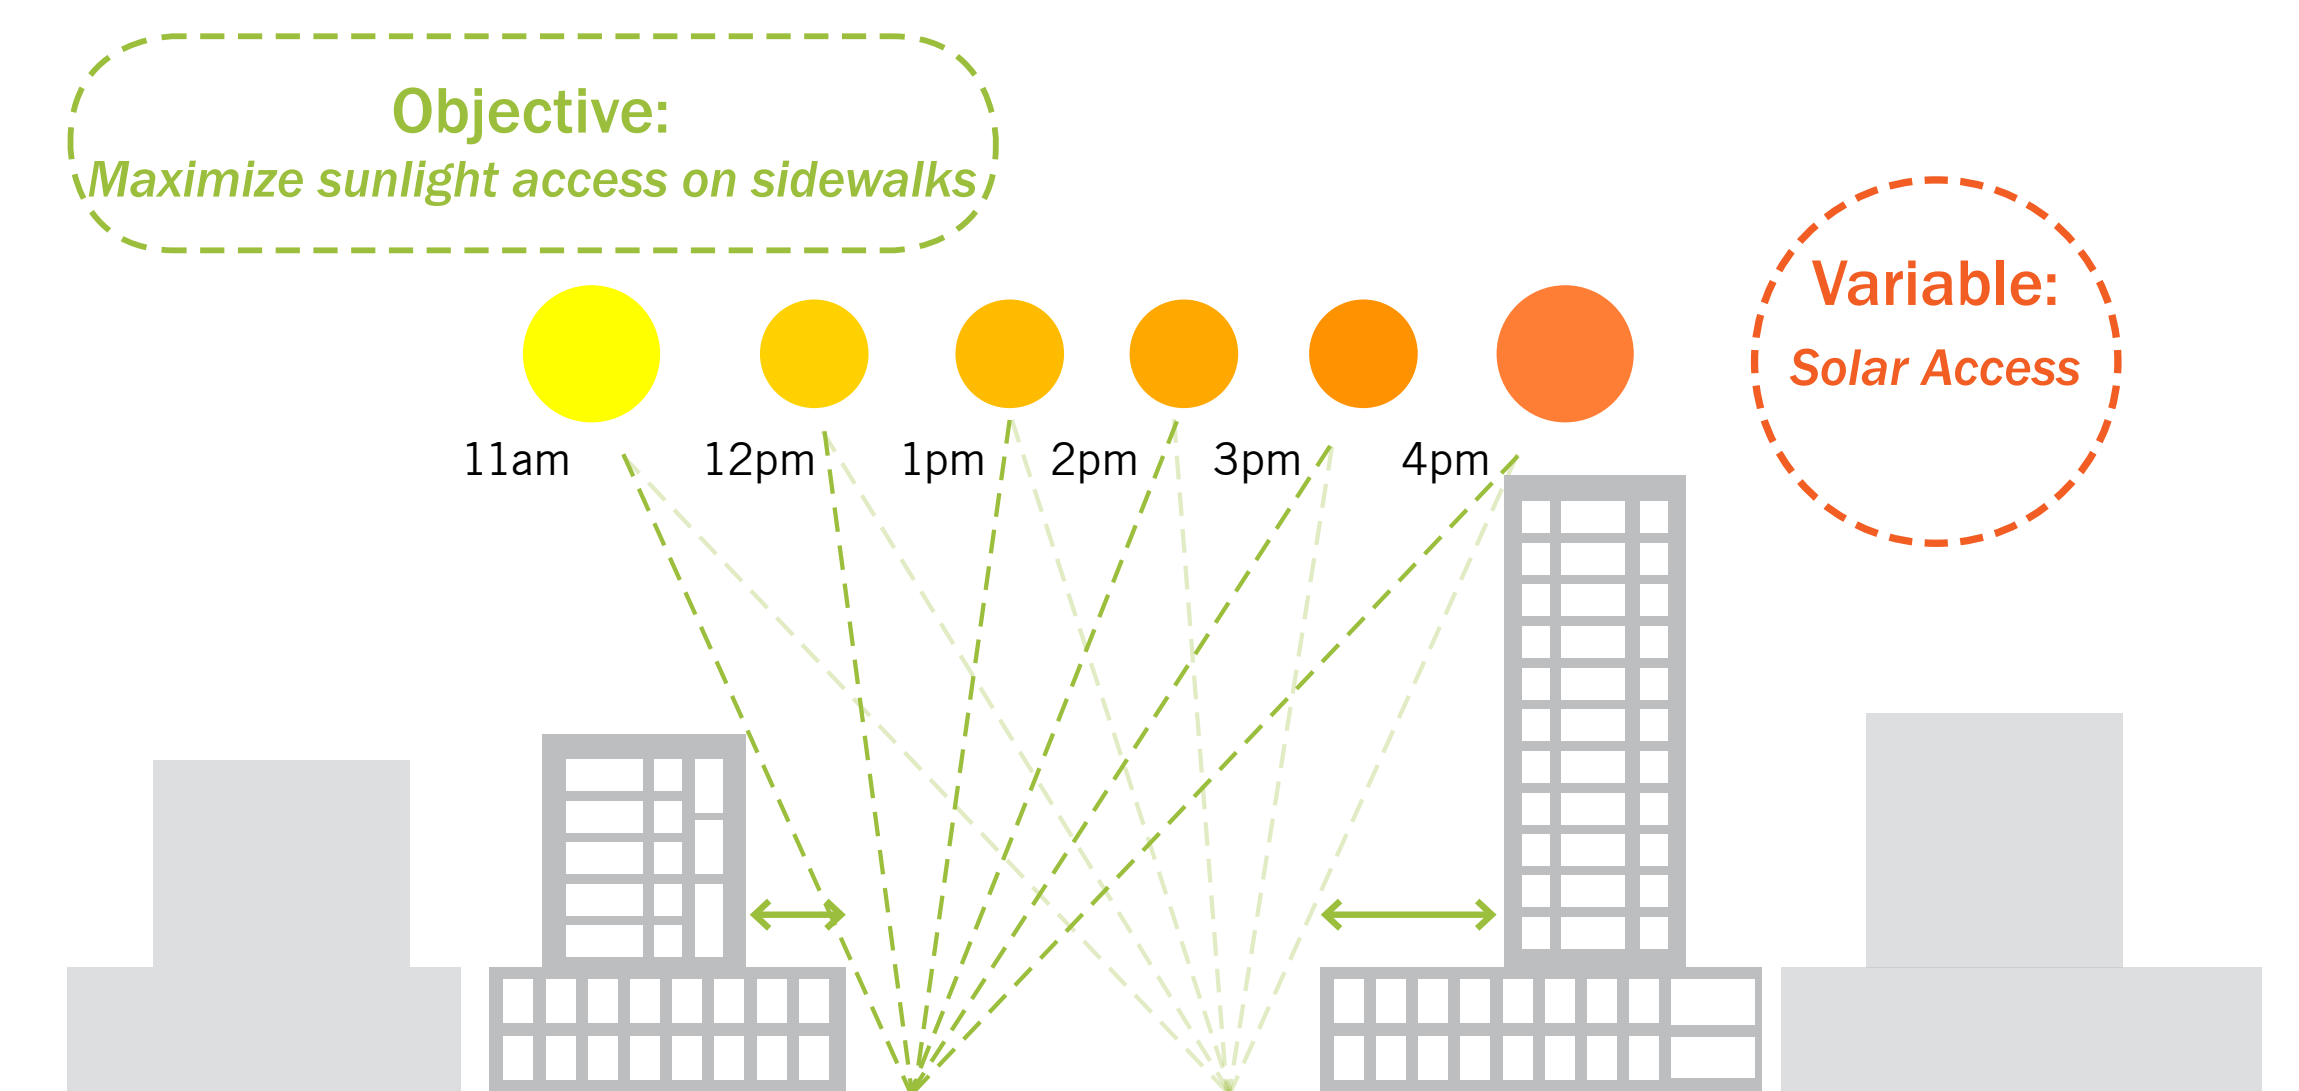 Objective:
Maximize sunlight access on sidewalks
Variable:
Solar Access
11am
12pm
1pm
2pm
3pm
4pm